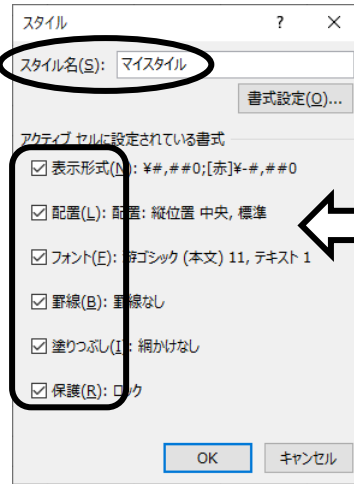 スタイル ? ×
スタイル名(S): マイスタイル
書式設定(O)...
アクティブ セルに設定されている書式
表示形式(N): ¥#,##0;[赤]¥-#,##0
配置(L): 配置: 縦位置 中央, 標準
フォント(F): 游ゴシック (本文) 11, テキスト 1
罫線(B): 罫線なし
塗りつぶし(I): 網かけなし
保護(R): ロック
OK キャンセル